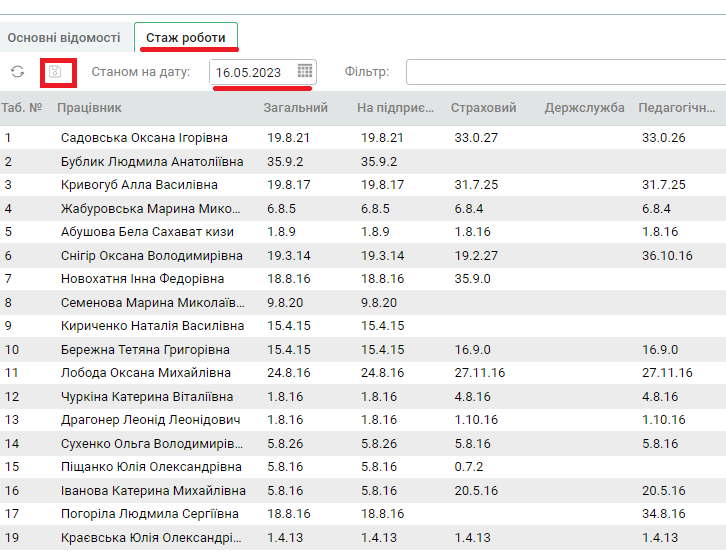 Основні відомості Стаж роботи
Станом на дату: 16.05.2023 Фільтр:
Таб. № Працівник Загальний На підприє... Страховий Держслужба Педагогічн...
1 Садовська Оксана Ігорівна 19.8.21 19.8.21 33.0.27 33.0.26
2 Бублик Людмила Анатоліївна 35.9.2 35.9.2
3 Кривогуб Алла Василівна 19.8.17 19.8.17 31.7.25 31.7.25
4 Жабуровська Марина Мико... 6.8.5 6.8.5 6.8.4 6.8.4
5 Абушова Бела Сахават кизи 1.8.9 1.8.9 1.8.16 1.8.16
6 Снігір Оксана Володимирівна 19.3.14 19.3.14 19.2.27 36.10.16
7 Новохатня Інна Федорівна 18.8.16 18.8.16 35.9.0
8 Семенова Марина Миколаїв... 9.8.20 9.8.20
9 Кириченко Наталія Василівна 15.4.15 15.4.15
10 Бережна Тетяна Григорівна 15.4.15 15.4.15 16.9.0 16.9.0
11 Лобода Оксана Михайлівна 24.8.16 24.8.16 27.11.16 27.11.16
12 Чуркіна Катерина Віталіївна 1.8.16 1.8.16 4.8.16 4.8.16
13 Драгонер Леонід Леонідович 1.8.16 1.8.16 1.10.16 1.10.16
14 Сухенко Ольга Володимирів... 5.8.26 5.8.26 5.8.16 5.8.16
15 Піщанко Юлія Олександрівна 5.8.16 5.8.16 0.7.2
16 Іванова Катерина Михайлівна 5.8.16 5.8.16 20.5.16 20.5.16
17 Погоріла Людмила Сергіївна 18.8.16 18.8.16 34.8.16
19 Краєвська Юлія Олександрі... 1.4.13 1.4.13 1.4.13 1.4.13